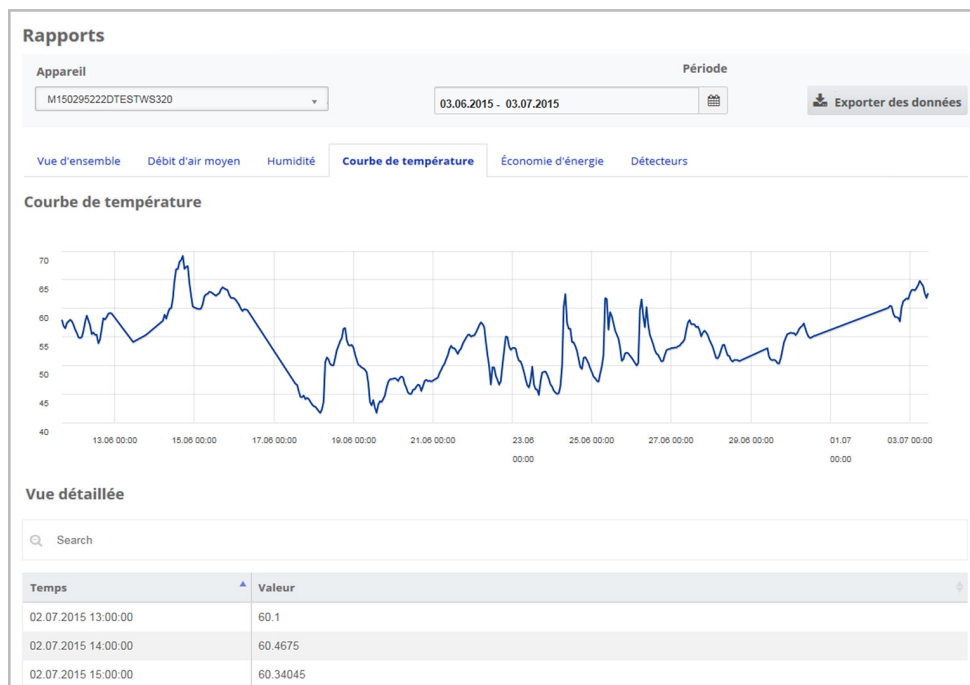 Rapports
Appareil
Période
M150295222DTESTWS320
03.06.2015 - 03.07.2015
Exporter des données
Vue d'ensemble
Débit d'air moyen
Humidité
Courbe de température
Économie d'énergie
Détecteurs
Courbe de température
70
65
60
55
50
45
40
13.06 00:00
15.06 00:00
17.06 00:00
19.06 00:00
21.06 00:00
23.06
00:00
25.06 00:00
27.06 00:00
29.06 00:00
01.07
00:00
03.07 00:00
Vue détaillée
Search
Temps
Valeur
02.07.2015 13:00:00
60.1
02.07.2015 14:00:00
60.4675
02.07.2015 15:00:00
60.34045